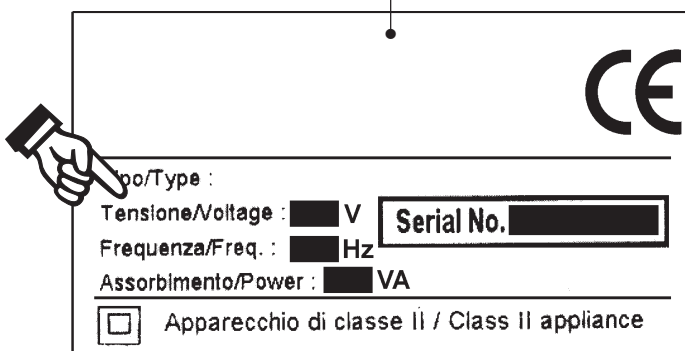 CE
Tipo/Type :
Tensione/Voltage : V
Serial No.
Frequenza/Freq. : Hz
Assorbimento/Power : VA
Apparecchio di classe II / Class II appliance